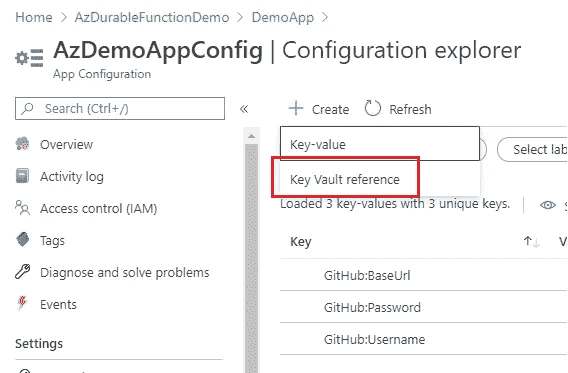 Home > AzDurableFunctionDemo > DemoApp >
AzDemoAppConfig | Configuration explorer
App Configuration
Search (Ctrl+/) «
Overview
Activity log
Access control (IAM)
Tags
Diagnose and solve problems
Events
Settings
+ Create Refresh
Key-value
Select lab
Key Vault reference
Loaded 3 key-values with 3 unique keys.
Key ↑↓ V
GitHub:BaseUrl
GitHub:Password
GitHub:Username